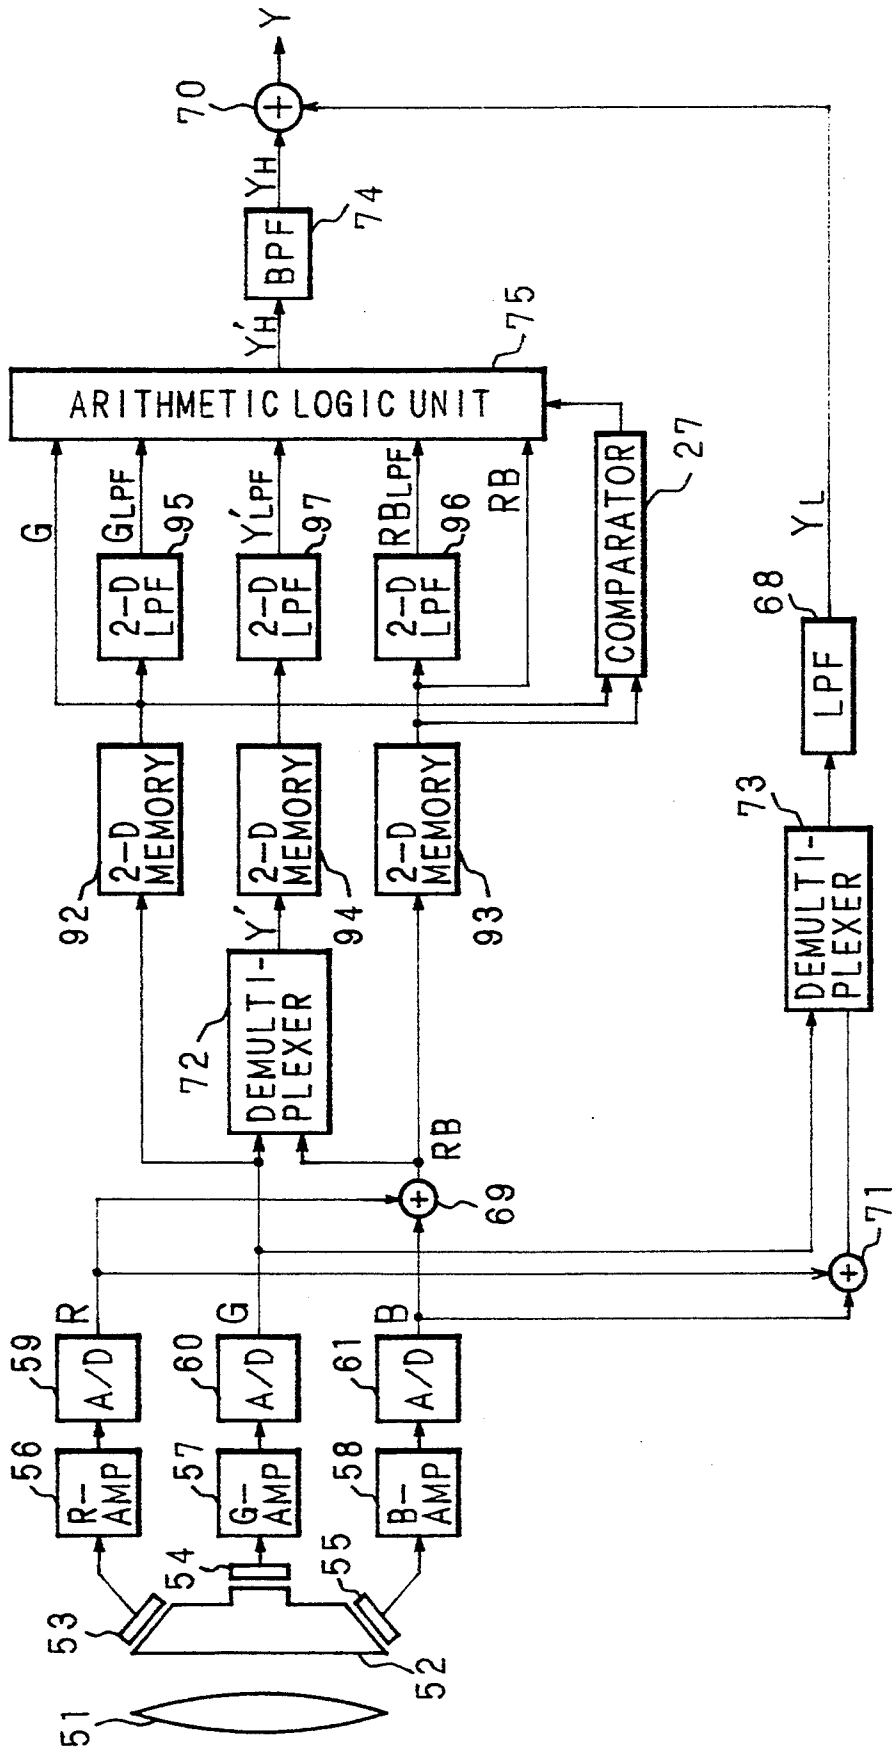 51
52
53
54
55
56
R-
AMP
57
G-
AMP
58
B-
AMP
59
A/D
60
A/D
61
A/D
R
G
B
69
RB
71
72
DEMULTI-
PLEXER
Y'
73
DEMULTI-
PLEXER
92
2-D
MEMORY
94
2-D
MEMORY
93
2-D
MEMORY
68
LPF
YL
2-D
LPF
95
2-D
LPF
97
2-D
LPF
96
G
GLPF
Y'LPF
RBLPF
RB
COMPARATOR
27
ARITHMETIC LOGIC UNIT
75
Y'H
BPF
74
YH
70
Y